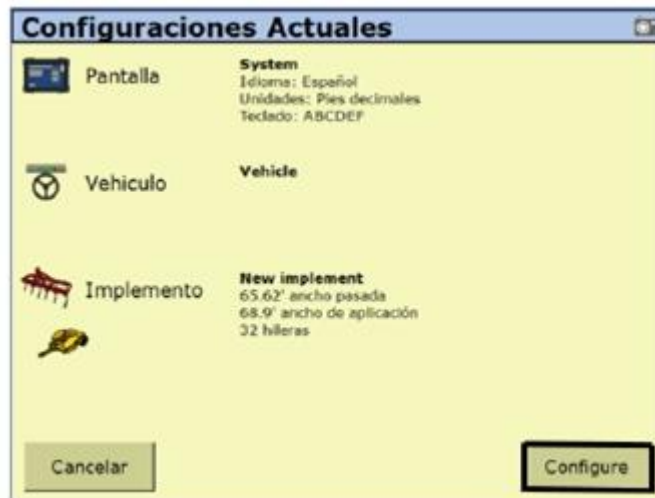 Configuraciones Actuales
Pantalla
System
Idioma: Español
Unidades: Pies decimales
Teclado: ABCDEF
Vehiculo
Vehicle
Implemento
New implement
65.62' ancho pasada
68.9' ancho de aplicación
32 hileras
Cancelar
Configure